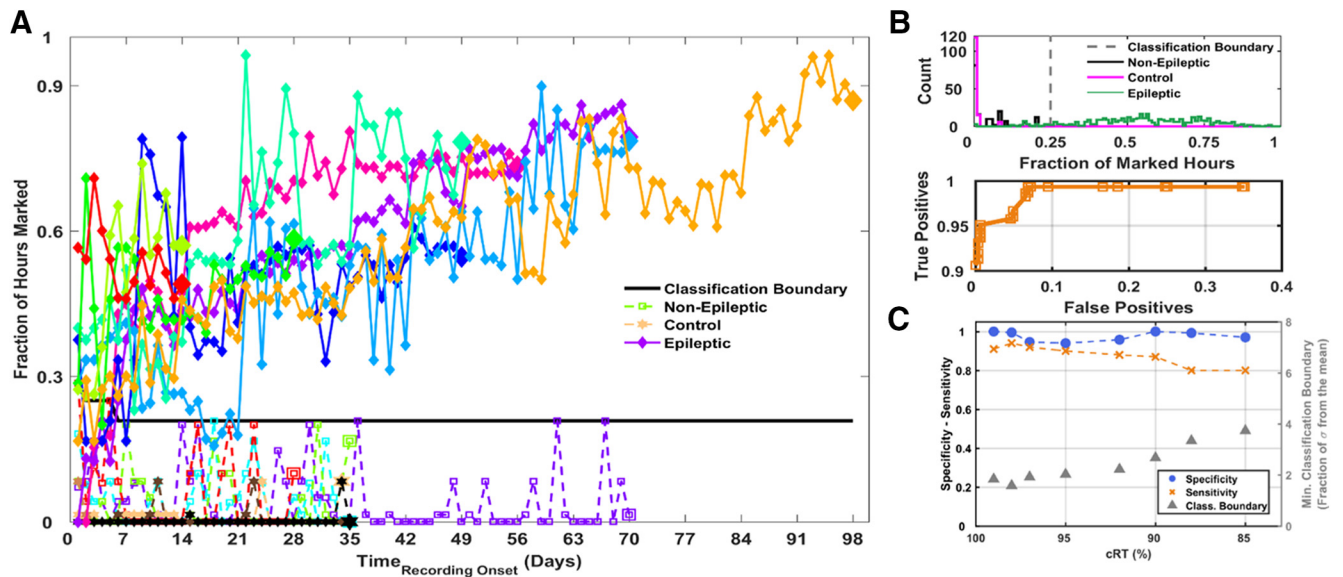 A
1
0.9
0.6
0.3
0
Fraction of Hours Marked
0 7 14 21 28 35 42 49 56 63 70 77 84 91 98
Time Recording Onset (Days)
Classification Boundary
Non-Epileptic
Control
Epileptic
B
120
100
50
0
Count
Classification Boundary
Non-Epileptic
Control
Epileptic
0 0.25 0.5 0.75 1
Fraction of Marked Hours
1
0.95
0.9
True Positives
0 0.1 0.2 0.3 0.4
False Positives
C
1
0.8
0.6
0.4
0.2
0
Specificity - Sensitivity
8
6
4
2
0
Min. Classification Boundary
(Fraction of σ from the mean)
Specificity
Sensitivity
Class. Boundary
100 95 90 85
cRT (%)